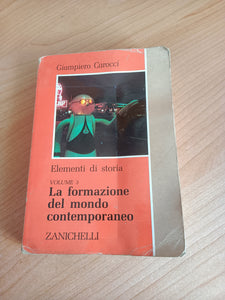 Giampiero Carocci
Elementi di storia
VOLUME 3
La formazione
del mondo
contemporaneo
ZANICHELLI